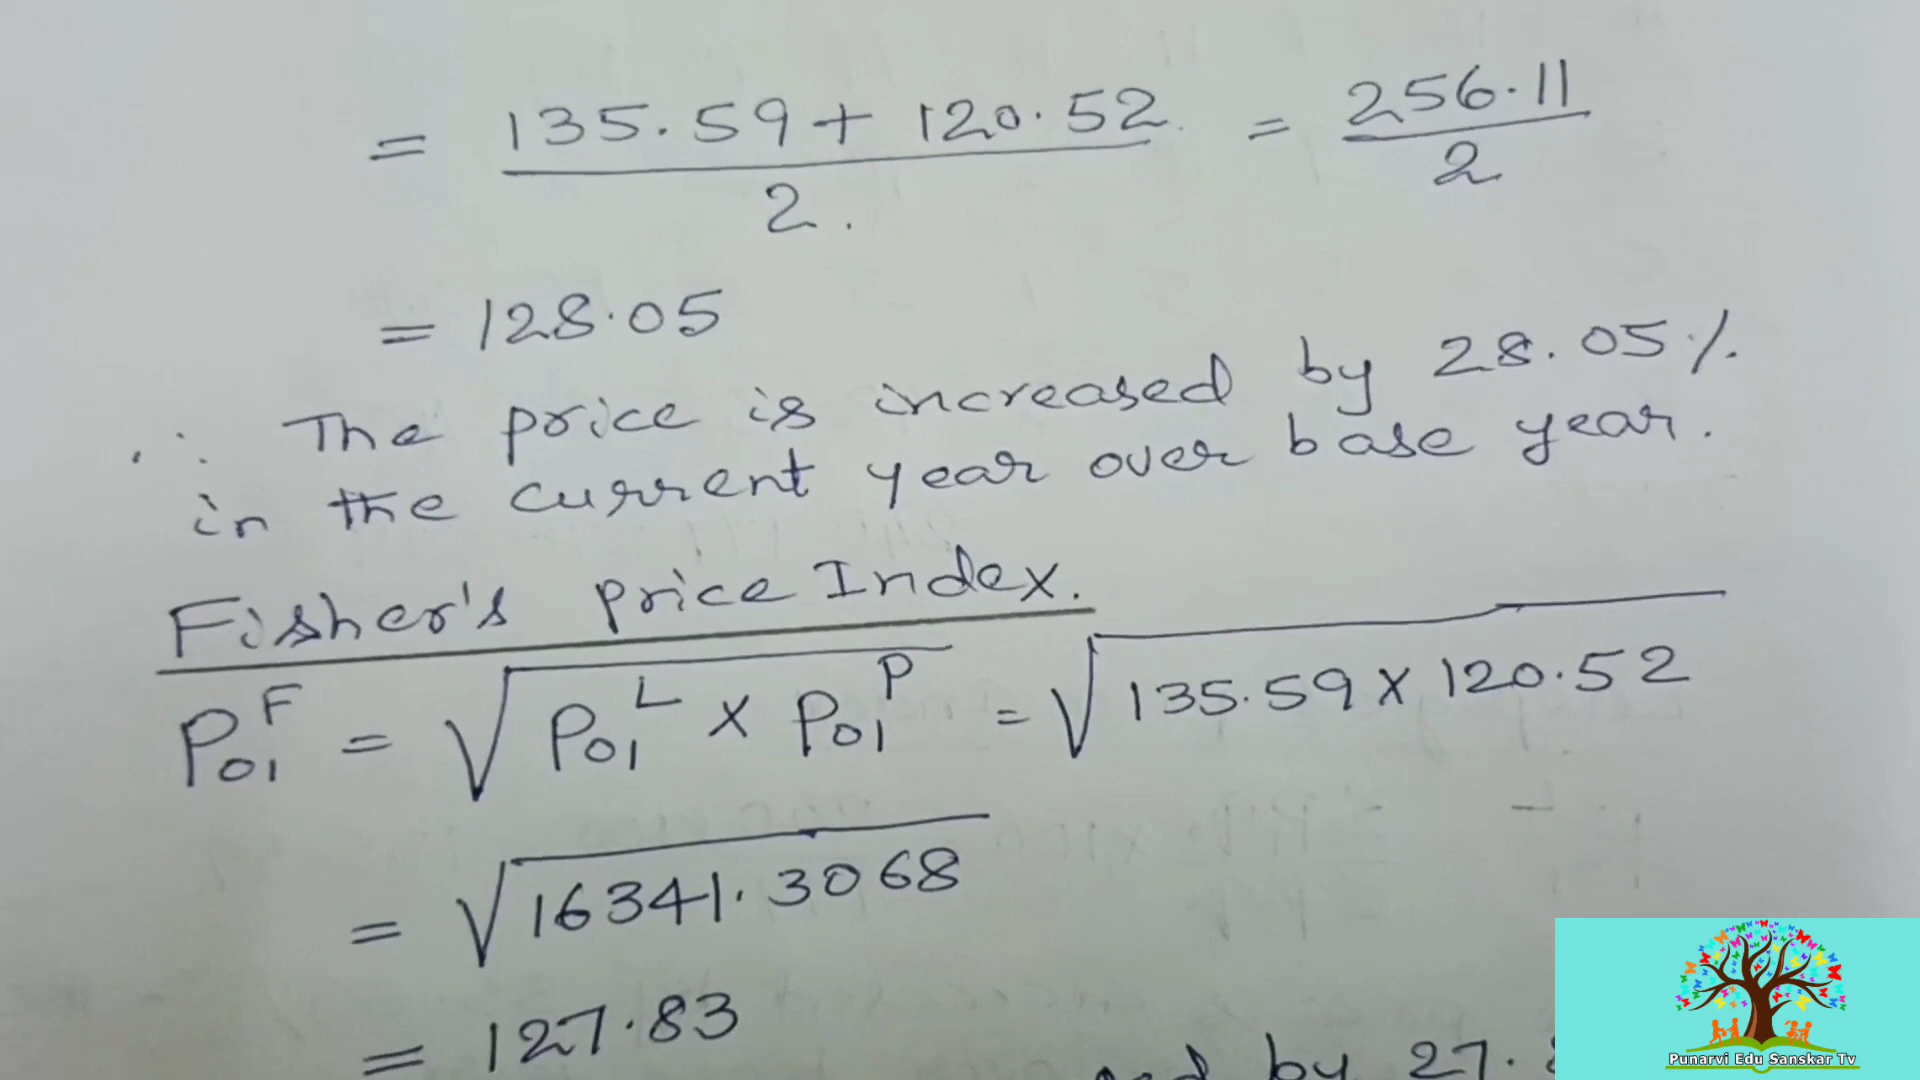 = 135.59 + 120.52 / 2. = 256.11 / 2
= 128.05
∴ The price is increased by 28.05%.
in the current year over base year.
Fisher's price Index.
P₀₁ᶠ = √(P₀₁ᴸ × P₀₁ᴾ) = √(135.59 × 120.52)
= √16341.3068
= 127.83
by 27.
Punarvi Edu Sanskar Tv